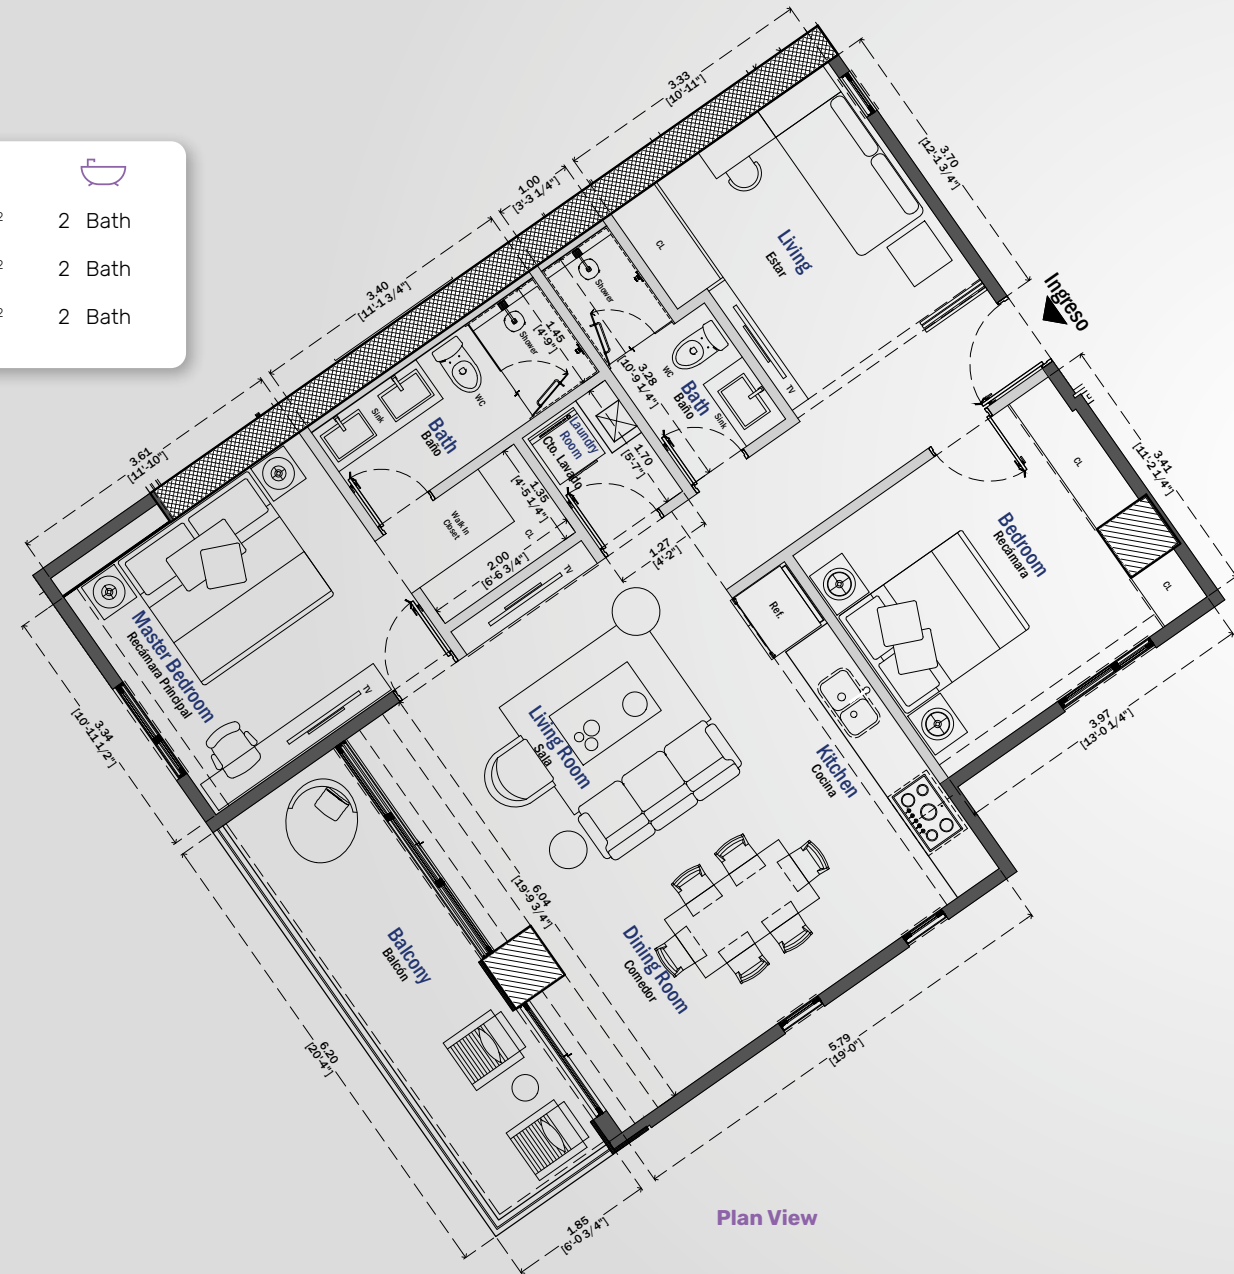 2 Bath
2 Bath
2 Bath
3.33
[10'-11"]
3.70
[12'-1 3/4"]
1.00
[3'-3 1/4"]
3.40
[11'-1 3/4"]
3.61
[11'-10"]
Living
Estar
CL
TV
Ingreso
Shower
1.45
[4'-9"]
Shower
3.28
[10'-9 1/4"]
WC
Bath
Baño
Sink
WC
Sink
Bath
Baño
Laundry
Room
Cto. Lavado
1.70
[5'-7"]
1.35
[4'-5 1/4"]
Walk In
Closet
CL
2.00
[6'-6 3/4"]
TV
1.27
[4'-2"]
CL
3.41
[11'-2 1/4"]
CL
Bedroom
Recámara
3.97
[13'-0 1/4"]
Ref.
Master Bedroom
Recámara Principal
TV
3.34
[10'-11 1/2"]
Living Room
Sala
Kitchen
Cocina
6.04
[19'-9 3/4"]
Dining Room
Comedor
Balcony
Balcón
6.20
[20'-4"]
5.79
[19'-0"]
1.85
[6'-0 3/4"]
Plan View